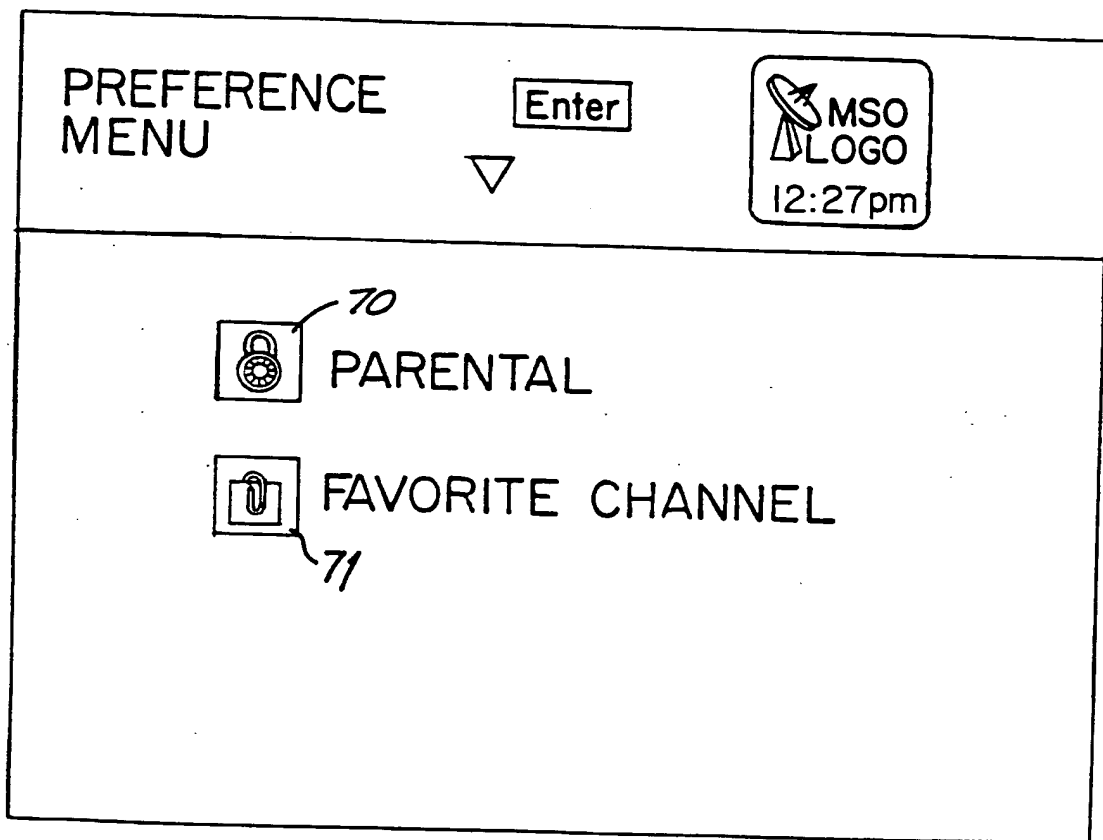 PREFERENCE
MENU
Enter
MSO
LOGO
12:27pm
70
PARENTAL
FAVORITE CHANNEL
71